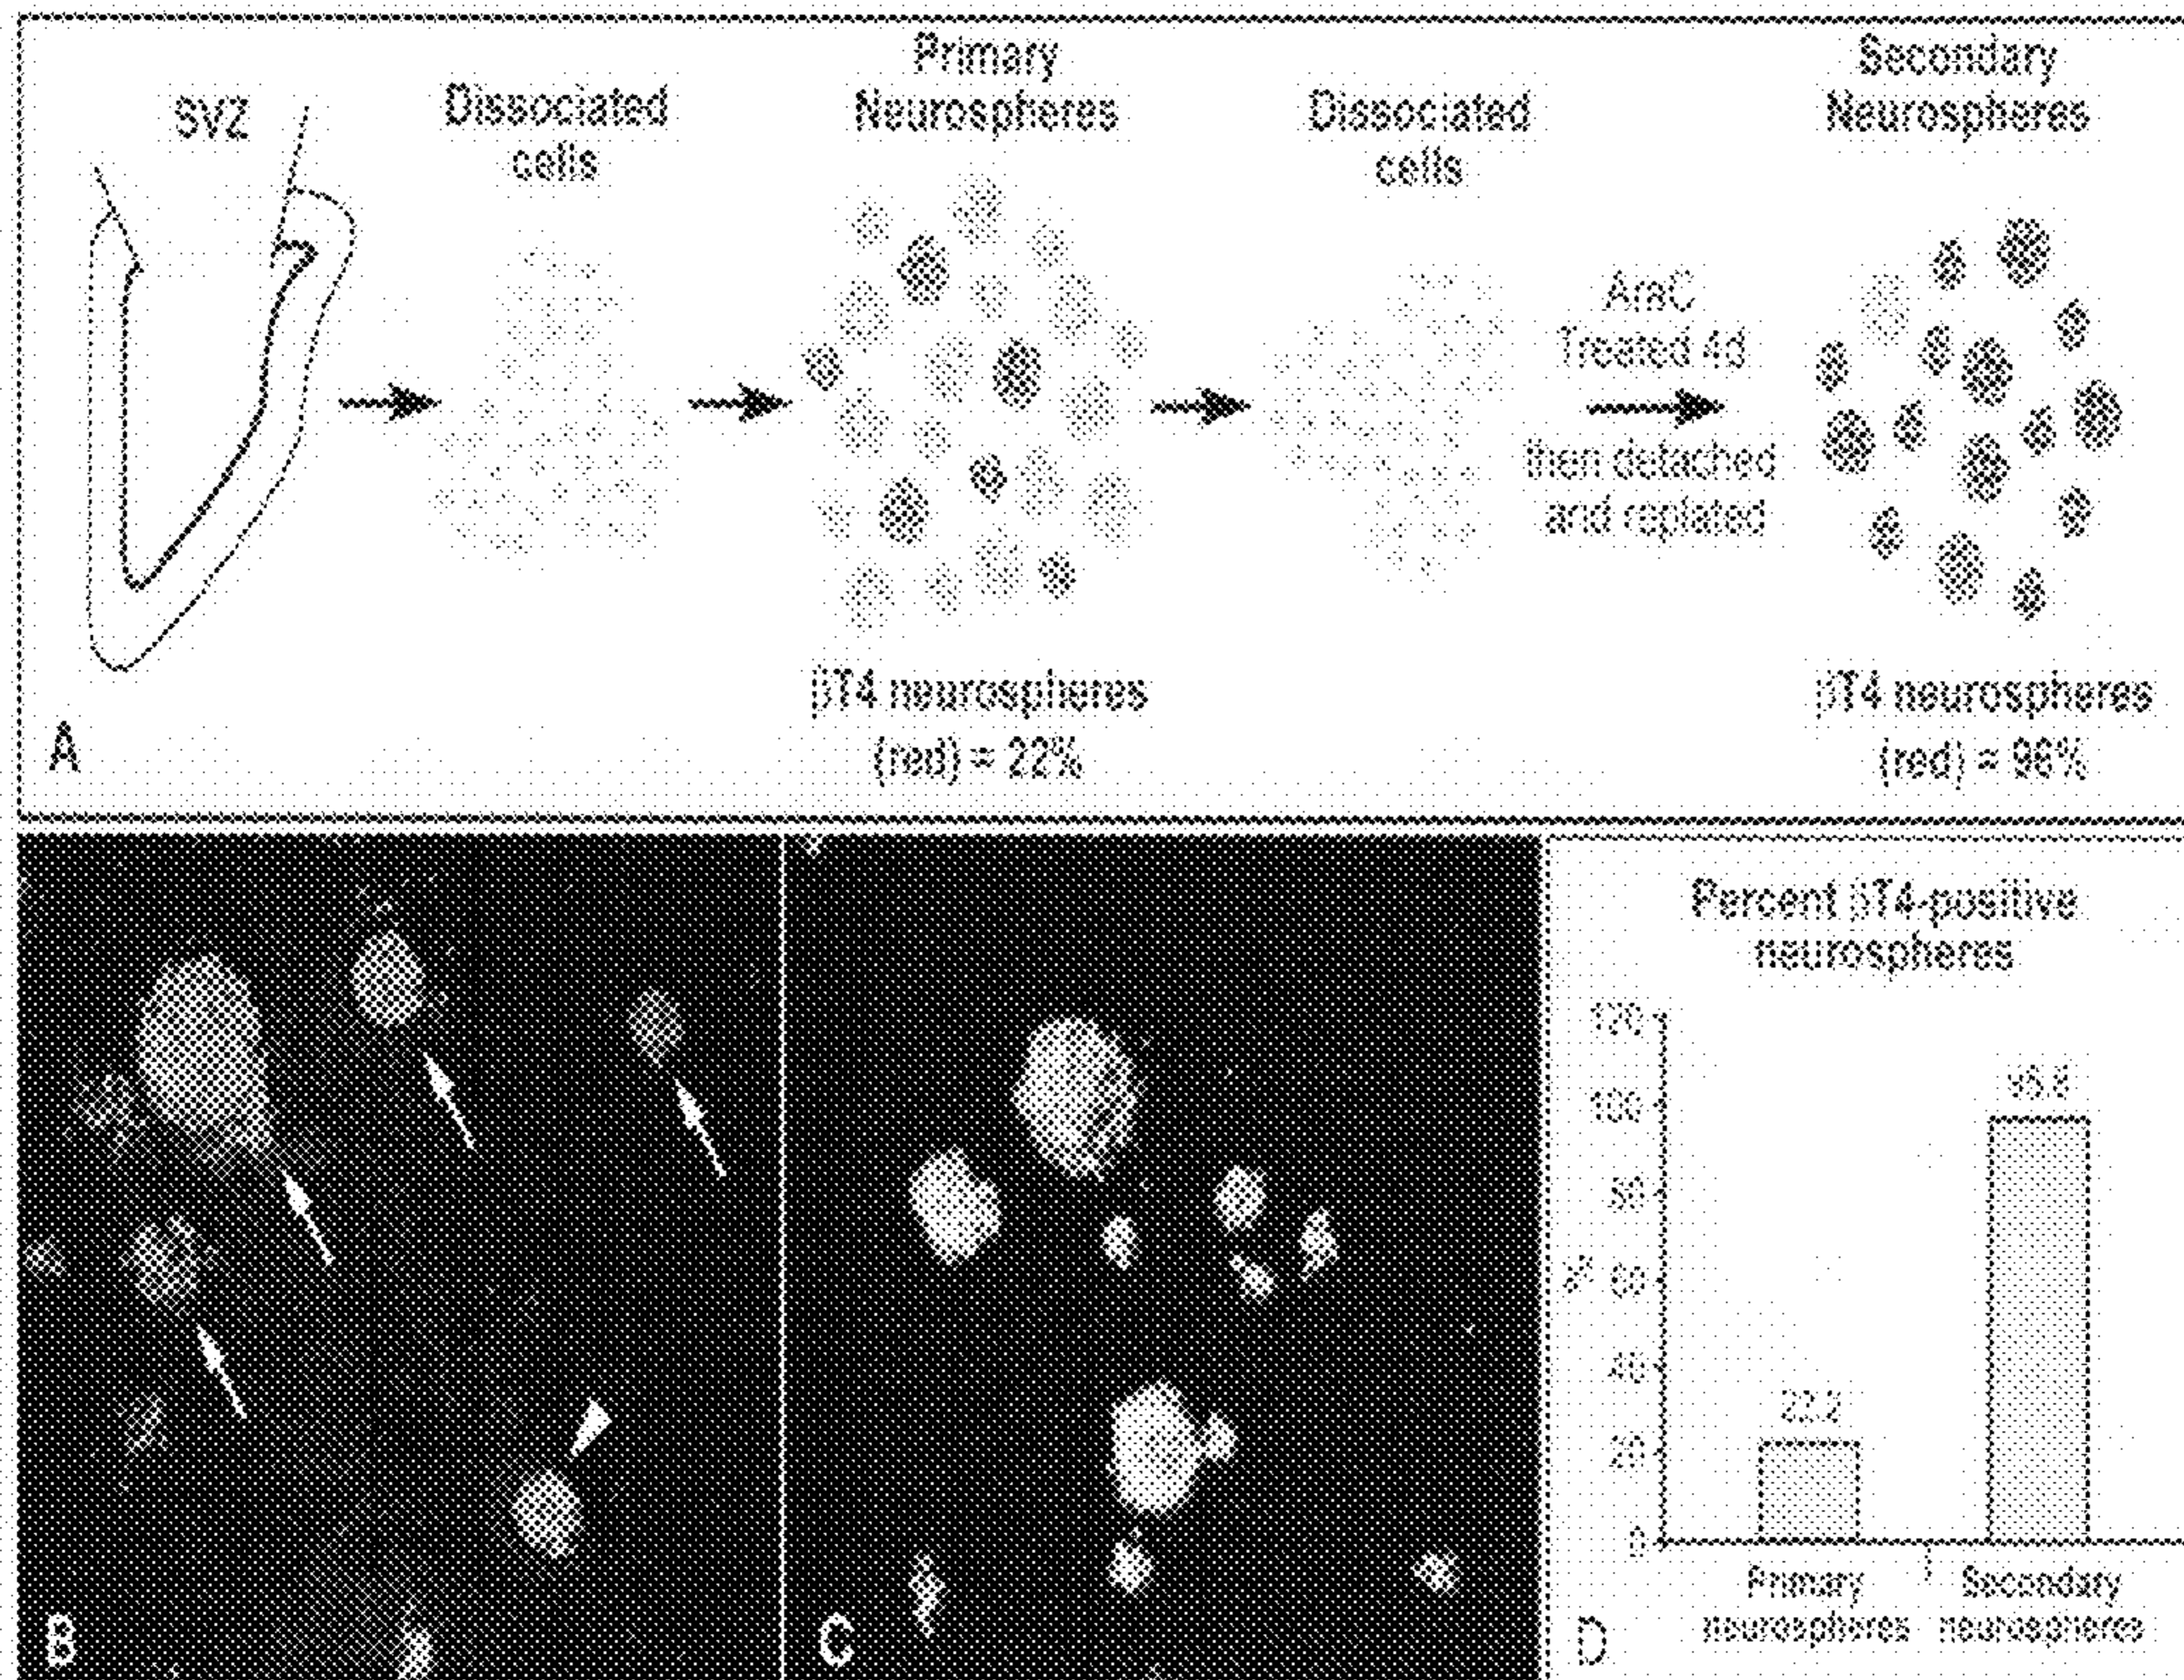 SVZ
Dissociated
cells
Primary
Neurospheres
Dissociated
cells
AraC
Treated 4d
then detached
and replated
Secondary
Neurospheres
βT4 neurospheres
(red) = 22%
βT4 neurospheres
(red) = 96%
A
B
C
Percent βT4-positive
neurospheres
120
100
80
%
60
40
20
0
22.2
Primary
neurospheres
Secondary
neurospheres
D